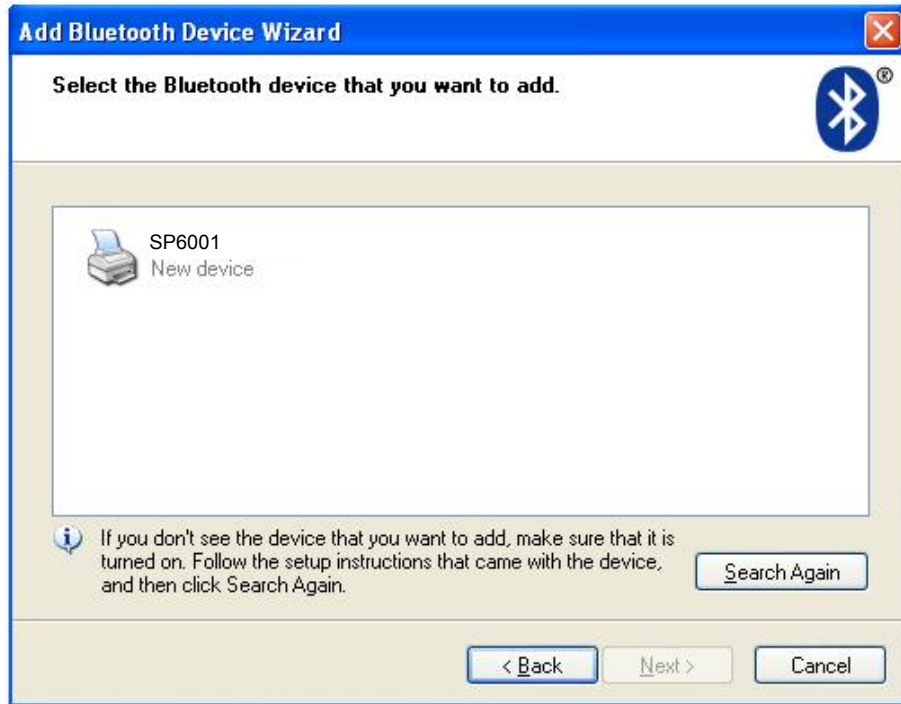 Add Bluetooth Device Wizard
Select the Bluetooth device that you want to add.
®
SP6001
New device
If you don't see the device that you want to add, make sure that it is
turned on. Follow the setup instructions that came with the device,
and then click Search Again.
Search Again
< Back
Next >
Cancel